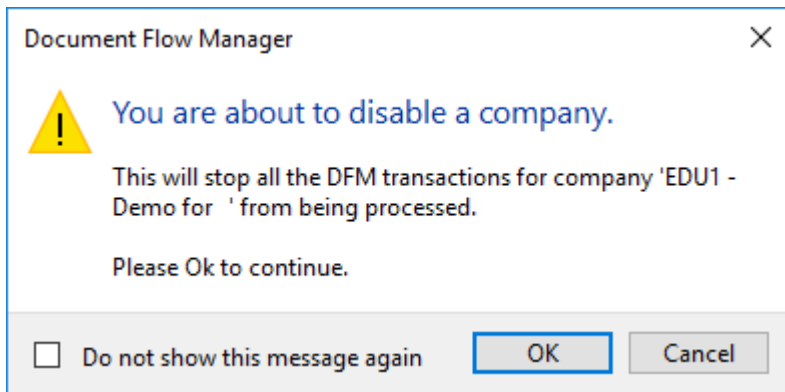 Document Flow Manager
You are about to disable a company.
This will stop all the DFM transactions for company 'EDU1 -
Demo for ' from being processed.
Please Ok to continue.
Do not show this message again
OK
Cancel